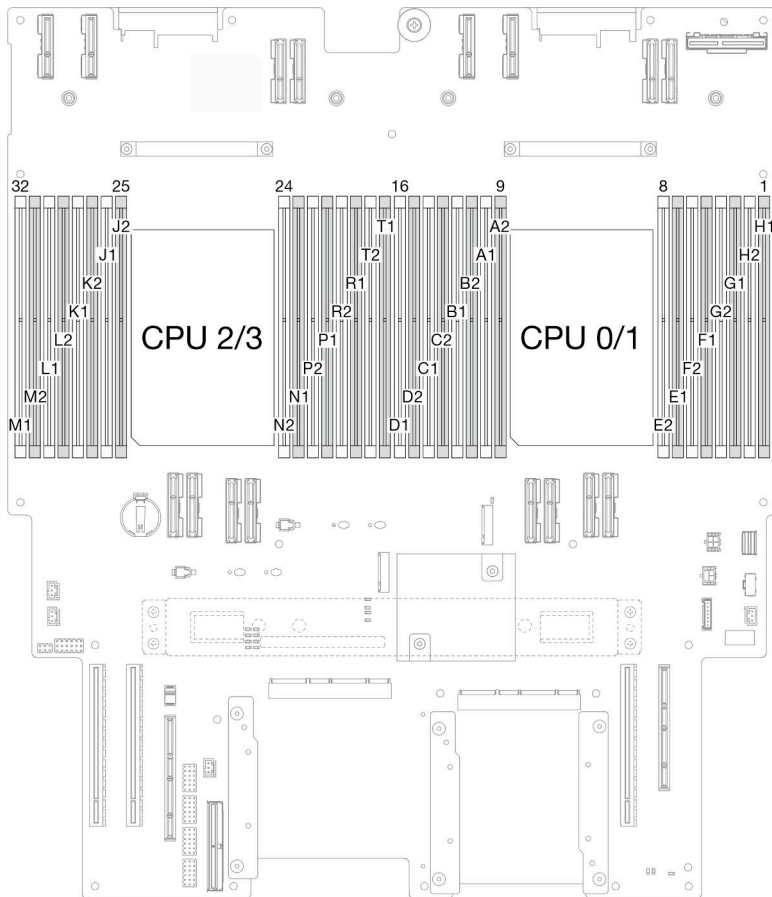 32 25 24 16 9 8 1
J2 T1 A2 H1
J1 T2 A1 H2
K2 R1 B2 G1
K1 R2 B1 G2
L2 P1 C2 F1
L1 P2 C1 F2
M2 N1 D2 E1
M1 N2 D1 E2
CPU 2/3 CPU 0/1